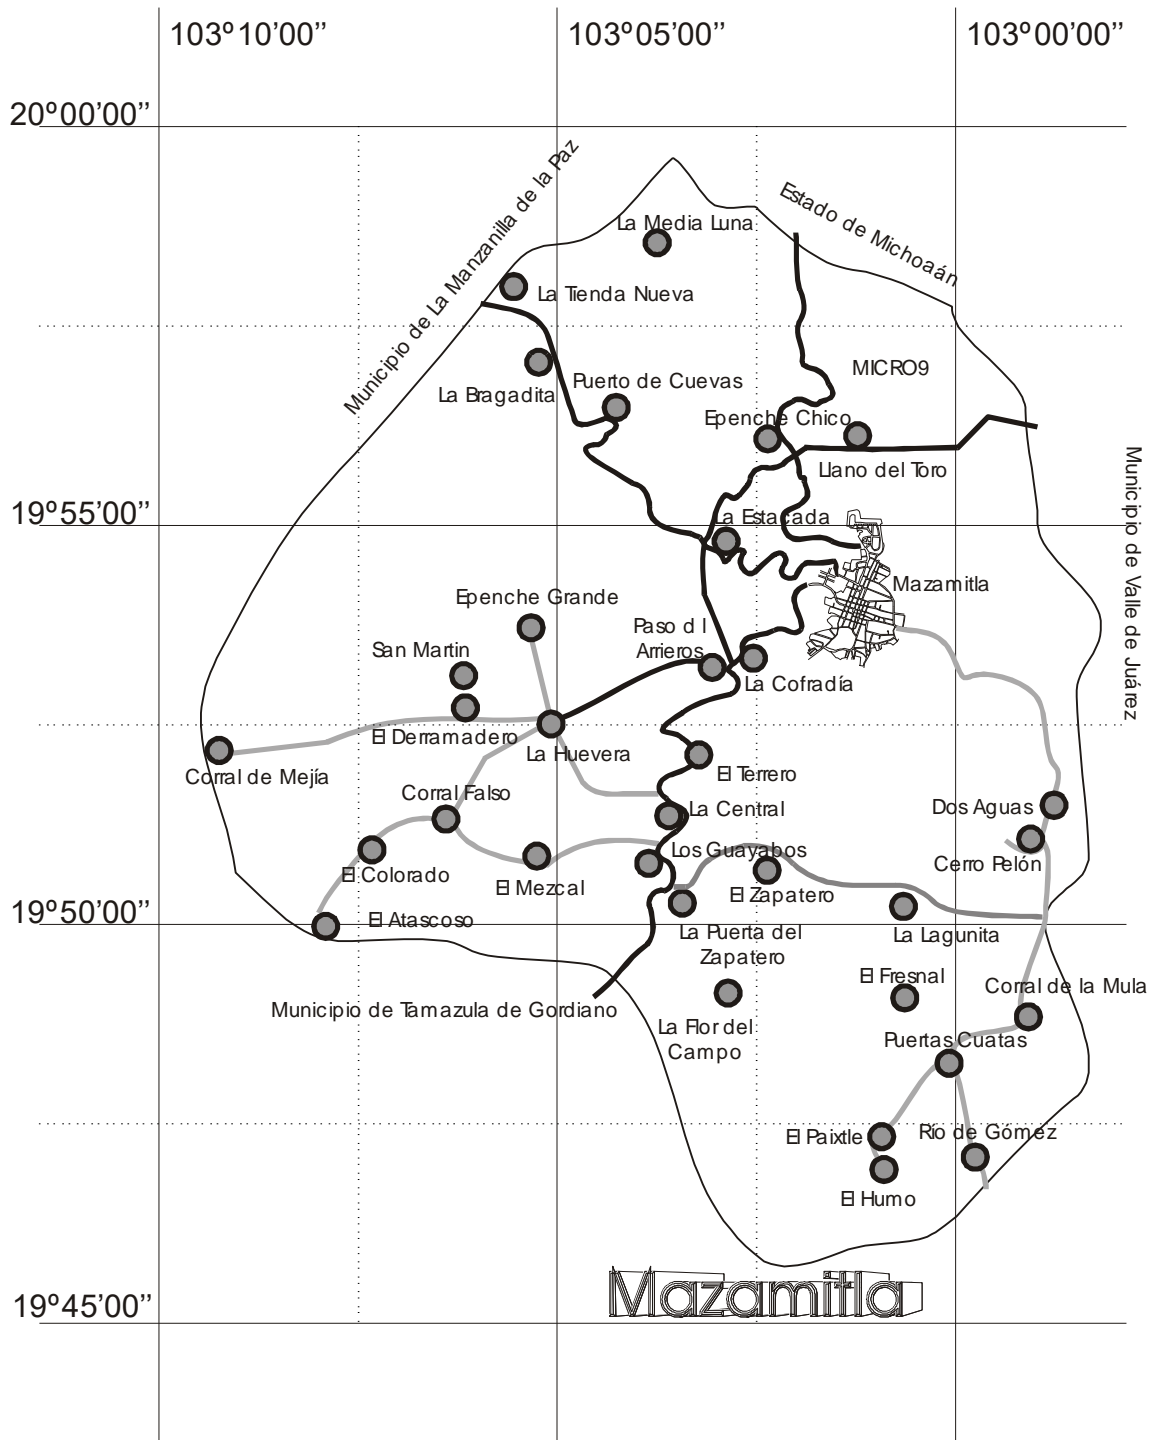 103º10’00’’
103º05’00’’
103º00’00’’
20º00’00’’
Municipio de La Manzanilla de la Paz
Estado de Michoaán
La Media Luna
La Tienda Nueva
MICRO9
La Bragadita
Puerto de Cuevas
Epenche Chico
Llano del Toro
Municipio de Valle de Juárez
19º55’00’’
La Estacada
Mazamitla
Epenche Grande
Paso d l
Arrieros
San Martin
La Cofradía
El Derramadero
La Huevera
Corral de Mejía
El Terrero
Corral Falso
La Central
Dos Aguas
Los Guayabos
Cerro Pelón
El Colorado
El Mezcal
El Zapatero
19º50’00’’
El Atascoso
La Puerta del
Zapatero
La Lagunita
El Fresnal
Corral de la Mula
Municipio de Tamazula de Gordiano
La Flor del
Campo
Puertas Cuatas
El Paixtle
Río de Gómez
El Humo
19º45’00’’
Mazamitla